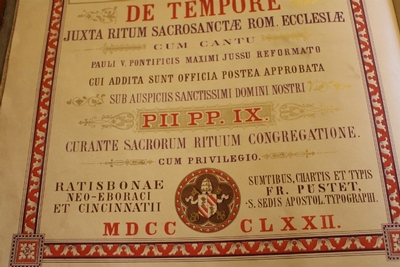 DE TEMPORE
JUXTA RITUM SACROSANCTÆ ROM. ECCLESIÆ
CUM CANTU
PAULI V. PONTIFICIS MAXIMI JUSSU REFORMATO
CUI ADDITA SUNT OFFICIA POSTEA APPROBATA
SUB AUSPICIIS SANCTISSIMI DOMINI NOSTRI
PII PP. IX.
CURANTE SACRORUM RITUUM CONGREGATIONE.
CUM PRIVILEGIO.
RATISBONAE
NEO-EBORACI
ET CINCINNATII
SUMTIBUS, CHARTIS ET TYPIS
FR. PUSTET,
S. SEDIS APOSTOL. TYPOGRAPHI.
MDCC CLXXII.